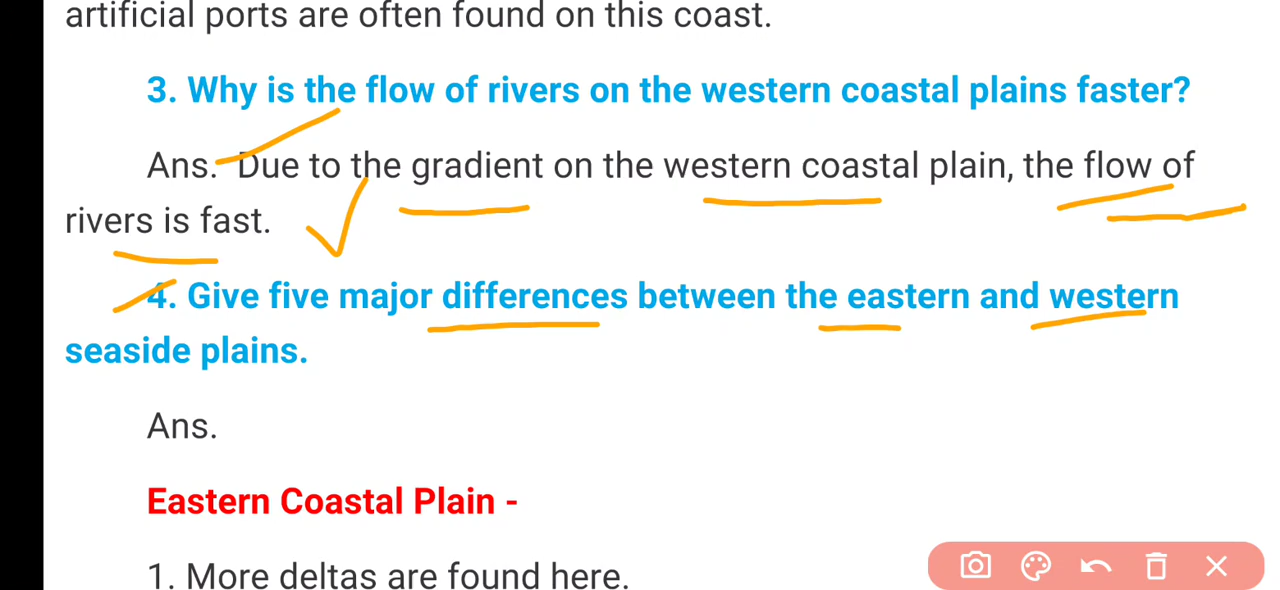 artificial ports are often found on this coast.
3. Why is the flow of rivers on the western coastal plains faster?
Ans. Due to the gradient on the western coastal plain, the flow of
rivers is fast.
4. Give five major differences between the eastern and western
seaside plains.
Ans.
Eastern Coastal Plain -
1. More deltas are found here.